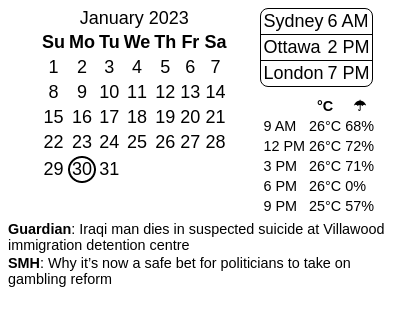 January 2023
Su Mo Tu We Th Fr Sa
1 2 3 4 5 6 7
8 9 10 11 12 13 14
15 16 17 18 19 20 21
22 23 24 25 26 27 28
29 30 31
Sydney 6 AM
Ottawa 2 PM
London 7 PM
°C ☂
9 AM 26°C 68%
12 PM 26°C 72%
3 PM 26°C 71%
6 PM 26°C 0%
9 PM 25°C 57%
Guardian: Iraqi man dies in suspected suicide at Villawood
immigration detention centre
SMH: Why it's now a safe bet for politicians to take on
gambling reform